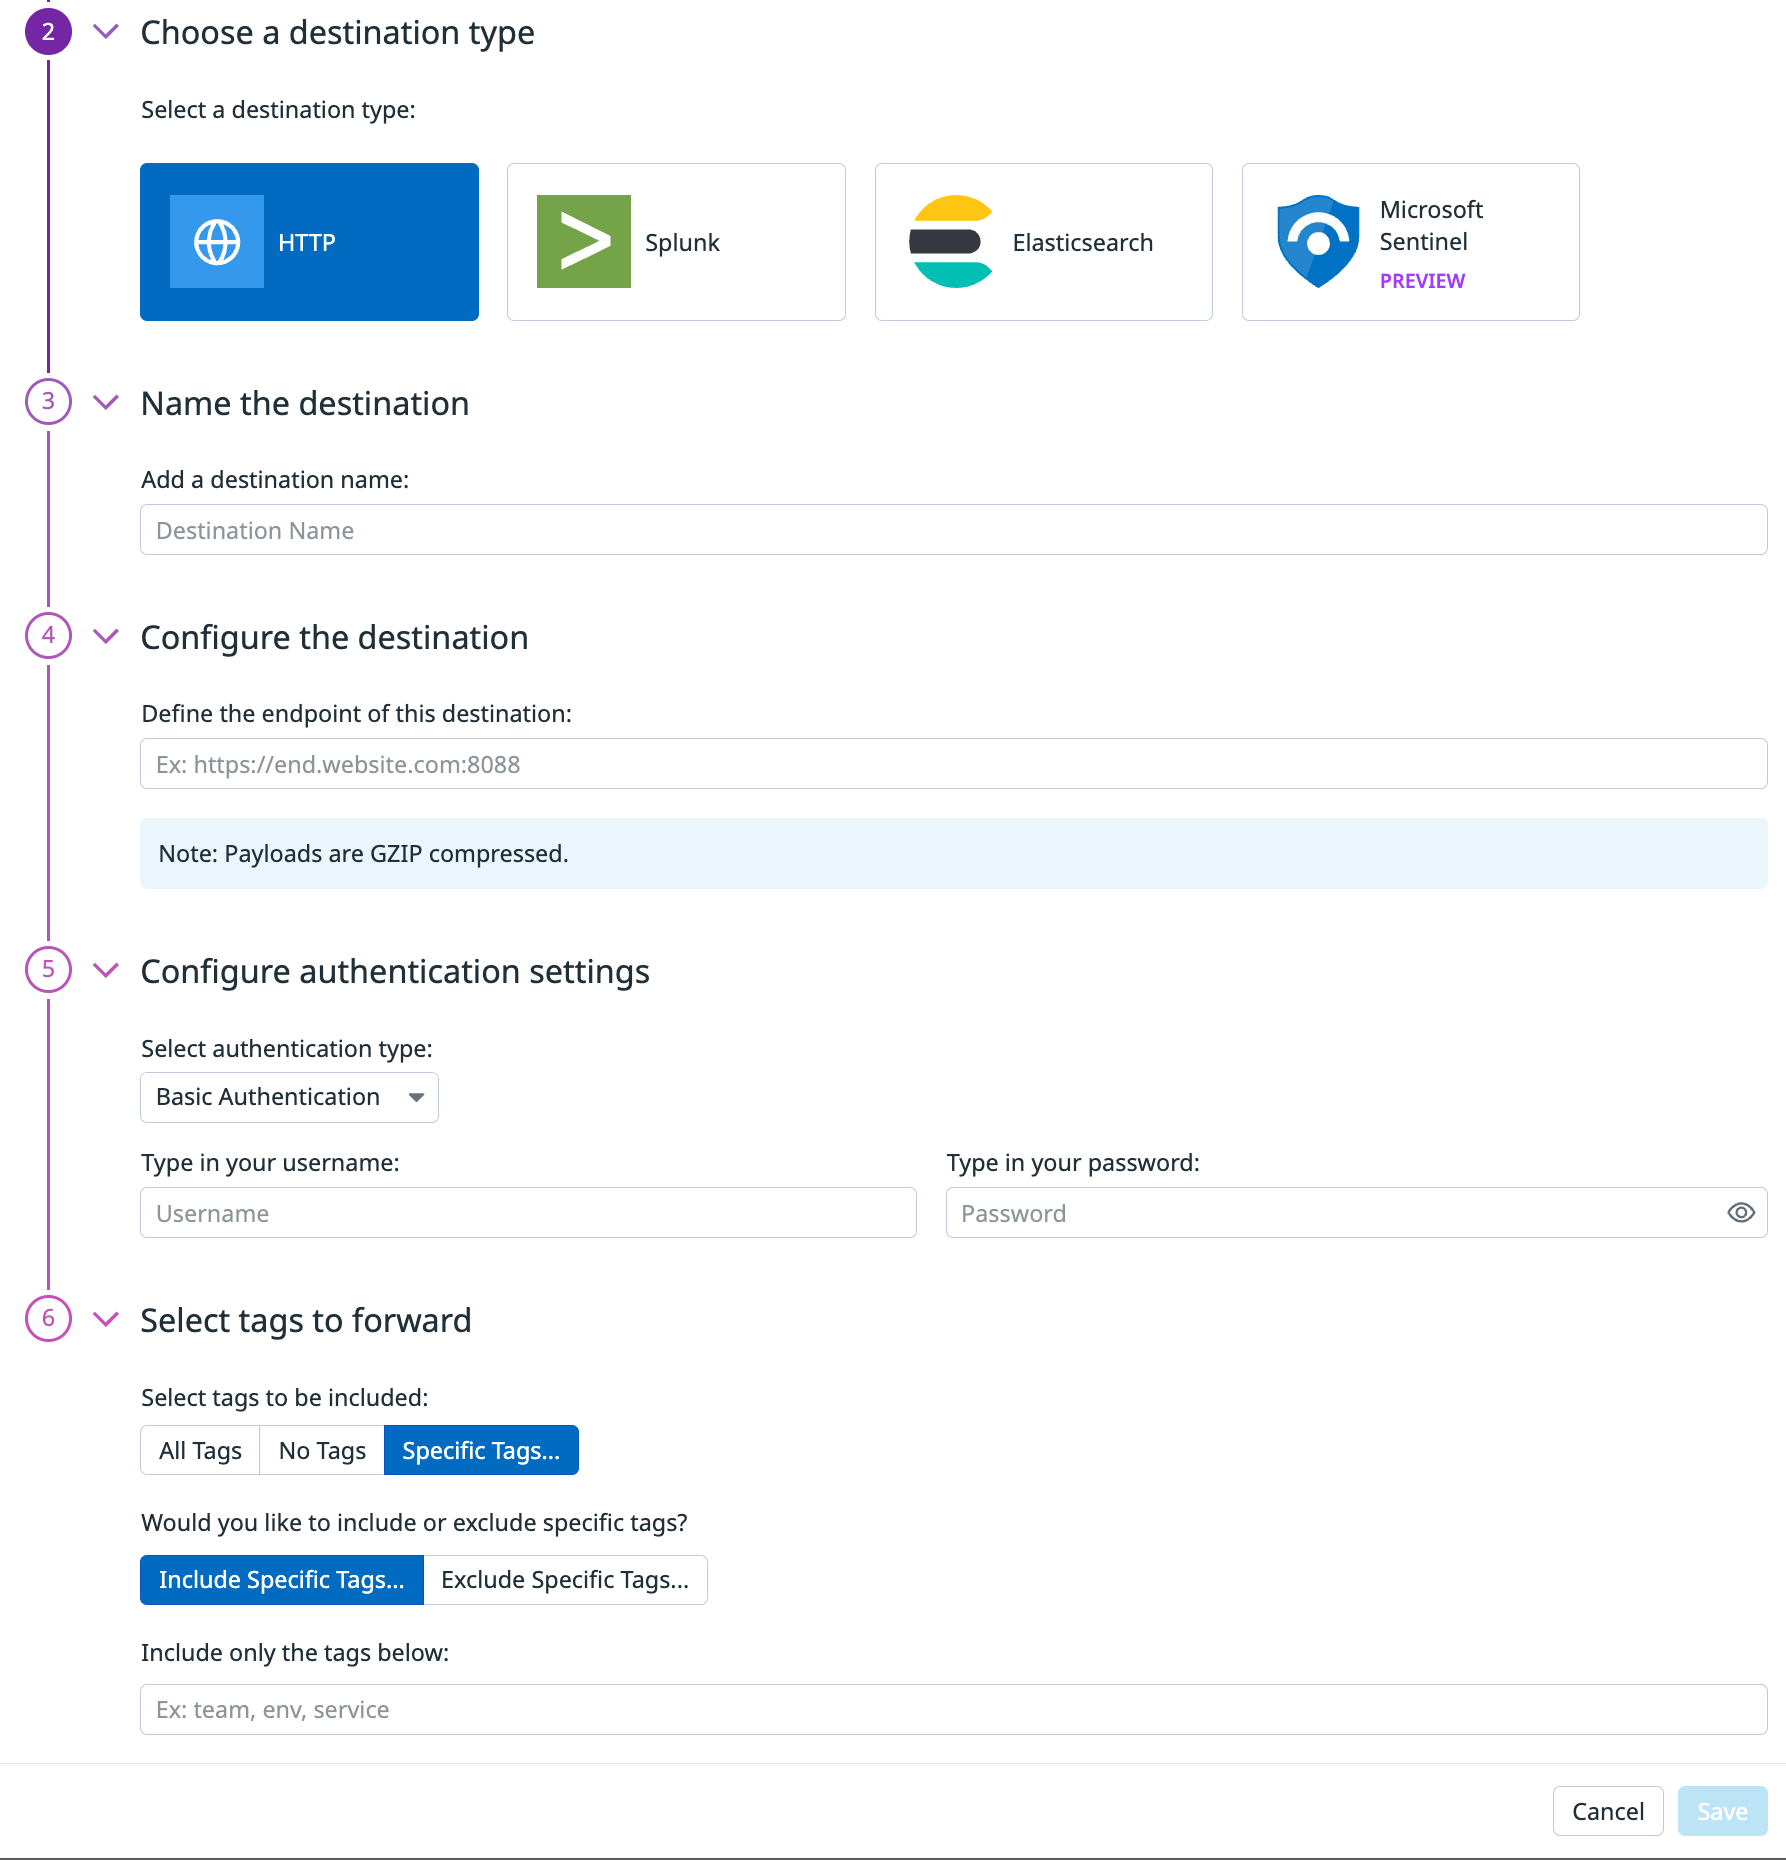 2
Choose a destination type
Select a destination type:
HTTP
Splunk
Elasticsearch
Microsoft
Sentinel
PREVIEW
3
Name the destination
Add a destination name:
Destination Name
4
Configure the destination
Define the endpoint of this destination:
Ex: https://end.website.com:8088
Note: Payloads are GZIP compressed.
5
Configure authentication settings
Select authentication type:
Basic Authentication
Type in your username:
Type in your password:
Username
Password
6
Select tags to forward
Select tags to be included:
All Tags No Tags Specific Tags...
Would you like to include or exclude specific tags?
Include Specific Tags... Exclude Specific Tags...
Include only the tags below:
Ex: team, env, service
Cancel Save